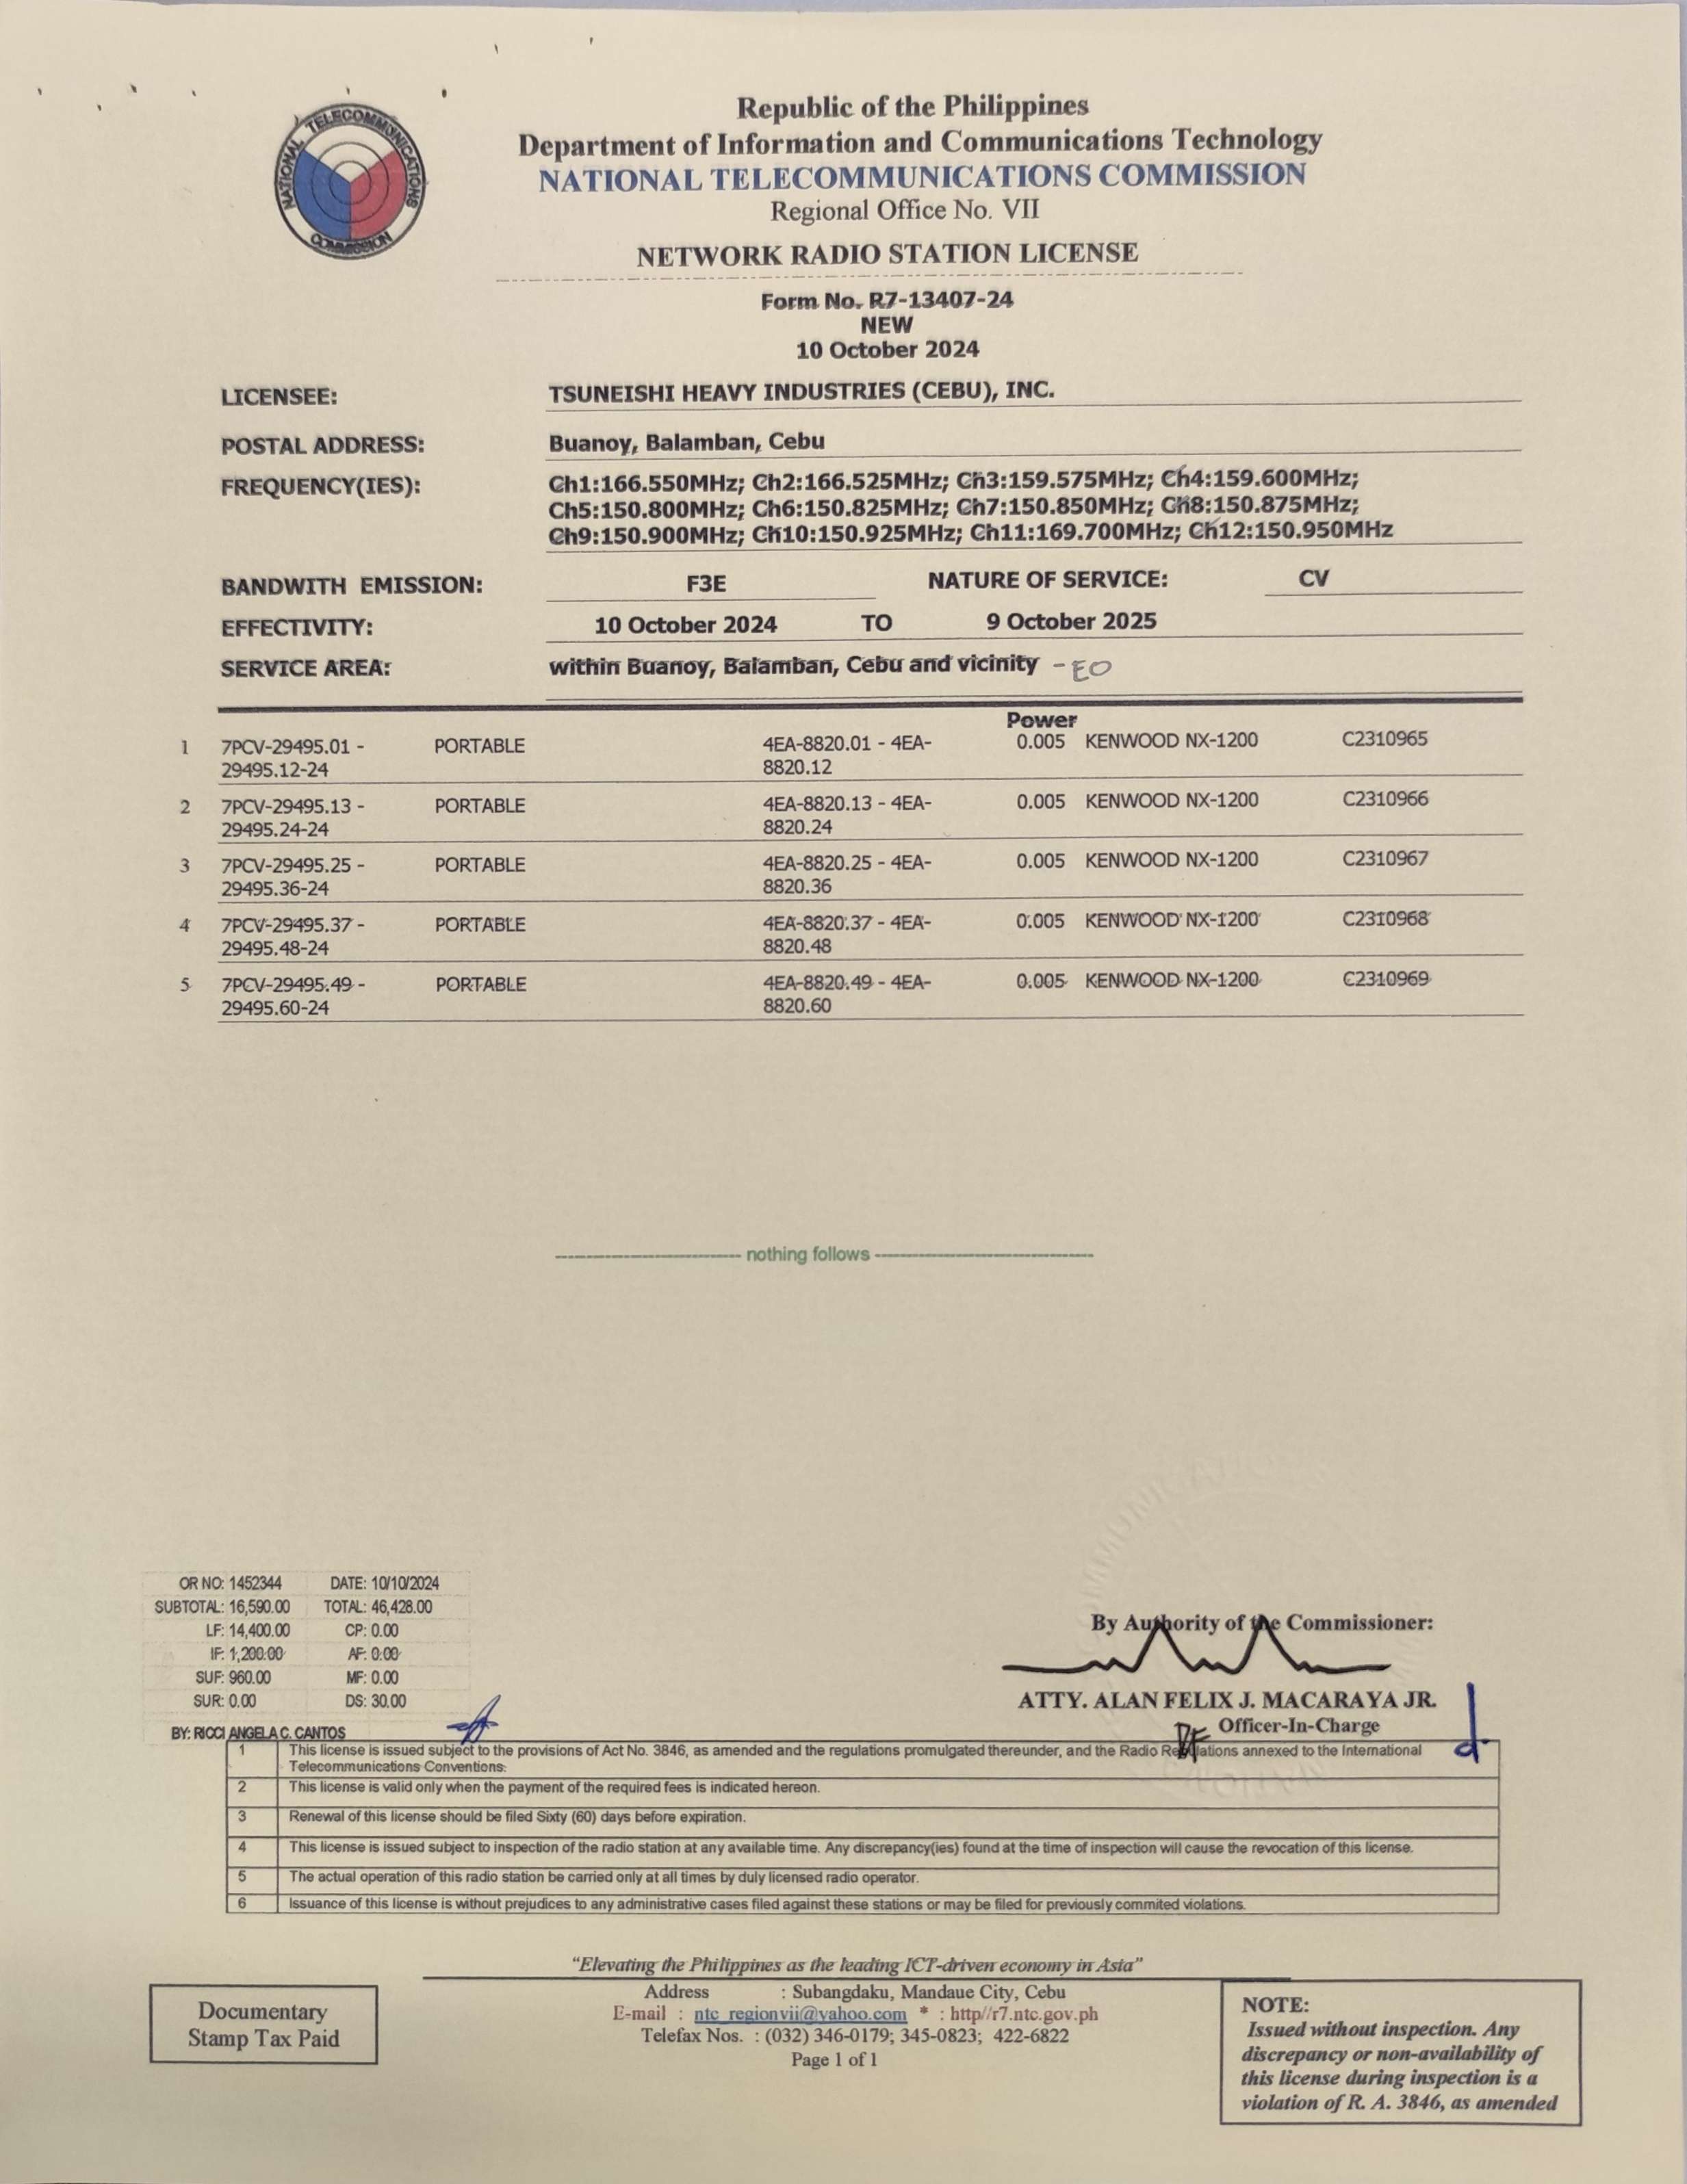 NATIONAL TELECOMMUNICATIONS COMMISSION
Republic of the Philippines
Department of Information and Communications Technology
NATIONAL TELECOMMUNICATIONS COMMISSION
Regional Office No. VII
NETWORK RADIO STATION LICENSE
Form No. R7-13407-24
NEW
10 October 2024
LICENSEE: TSUNEISHI HEAVY INDUSTRIES (CEBU), INC.
POSTAL ADDRESS: Buanoy, Balamban, Cebu
FREQUENCY(IES): Ch1:166.550MHz; Ch2:166.525MHz; Ch3:159.575MHz; Ch4:159.600MHz;
Ch5:150.800MHz; Ch6:150.825MHz; Ch7:150.850MHz; Ch8:150.875MHz;
Ch9:150.900MHz; Ch10:150.925MHz; Ch11:169.700MHz; Ch12:150.950MHz
BANDWITH EMISSION: F3E NATURE OF SERVICE: CV
EFFECTIVITY: 10 October 2024 TO 9 October 2025
SERVICE AREA: within Buanoy, Balamban, Cebu and vicinity - EO
Power
1 7PCV-29495.01 - PORTABLE 4EA-8820.01 - 4EA- 0.005 KENWOOD NX-1200 C2310965
29495.12-24 8820.12
2 7PCV-29495.13 - PORTABLE 4EA-8820.13 - 4EA- 0.005 KENWOOD NX-1200 C2310966
29495.24-24 8820.24
3 7PCV-29495.25 - PORTABLE 4EA-8820.25 - 4EA- 0.005 KENWOOD NX-1200 C2310967
29495.36-24 8820.36
4 7PCV-29495.37 - PORTABLE 4EA-8820.37 - 4EA- 0.005 KENWOOD NX-1200 C2310968
29495.48-24 8820.48
5 7PCV-29495.49 - PORTABLE 4EA-8820.49 - 4EA- 0.005 KENWOOD NX-1200 C2310969
29495.60-24 8820.60
nothing follows
OR NO: 1452344 DATE: 10/10/2024
SUBTOTAL: 16,590.00 TOTAL: 46,428.00
LF: 14,400.00 CP: 0.00
IF: 1,200.00 AF: 0.00
SUF: 960.00 MF: 0.00
SUR: 0.00 DS: 30.00
BY: RICCI ANGELA C. CANTOS
By Authority of the Commissioner:
ATTY. ALAN FELIX J. MACARAYA JR.
Officer-In-Charge
1 This license is issued subject to the provisions of Act No. 3846, as amended and the regulations promulgated thereunder, and the Radio Regulations annexed to the International
Telecommunications Conventions.
2 This license is valid only when the payment of the required fees is indicated hereon.
3 Renewal of this license should be filed Sixty (60) days before expiration.
4 This license is issued subject to inspection of the radio station at any available time. Any discrepancy(ies) found at the time of inspection will cause the revocation of this license.
5 The actual operation of this radio station be carried only at all times by duly licensed radio operator.
6 Issuance of this license is without prejudices to any administrative cases filed against these stations or may be filed for previously commited violations.
"Elevating the Philippines as the leading ICT-driven economy in Asia"
Address : Subangdaku, Mandaue City, Cebu
E-mail : ntc_regionvii@yahoo.com * : http//r7.ntc.gov.ph
Telefax Nos. : (032) 346-0179; 345-0823; 422-6822
Page 1 of 1
Documentary
Stamp Tax Paid
NOTE:
Issued without inspection. Any
discrepancy or non-availability of
this license during inspection is a
violation of R. A. 3846, as amended